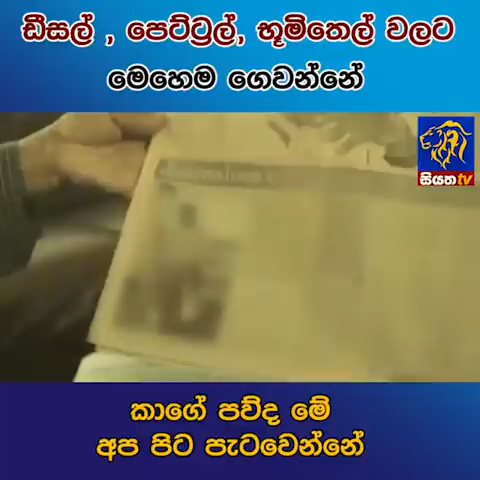 ඩීසල් , පෙට්ට්‍රල්, භූමිතෙල් වලට
මෙහෙම ගෙවන්නේ
සියත tv
කාගේ පව්ද මේ
අප පිට පැටවෙන්නේ